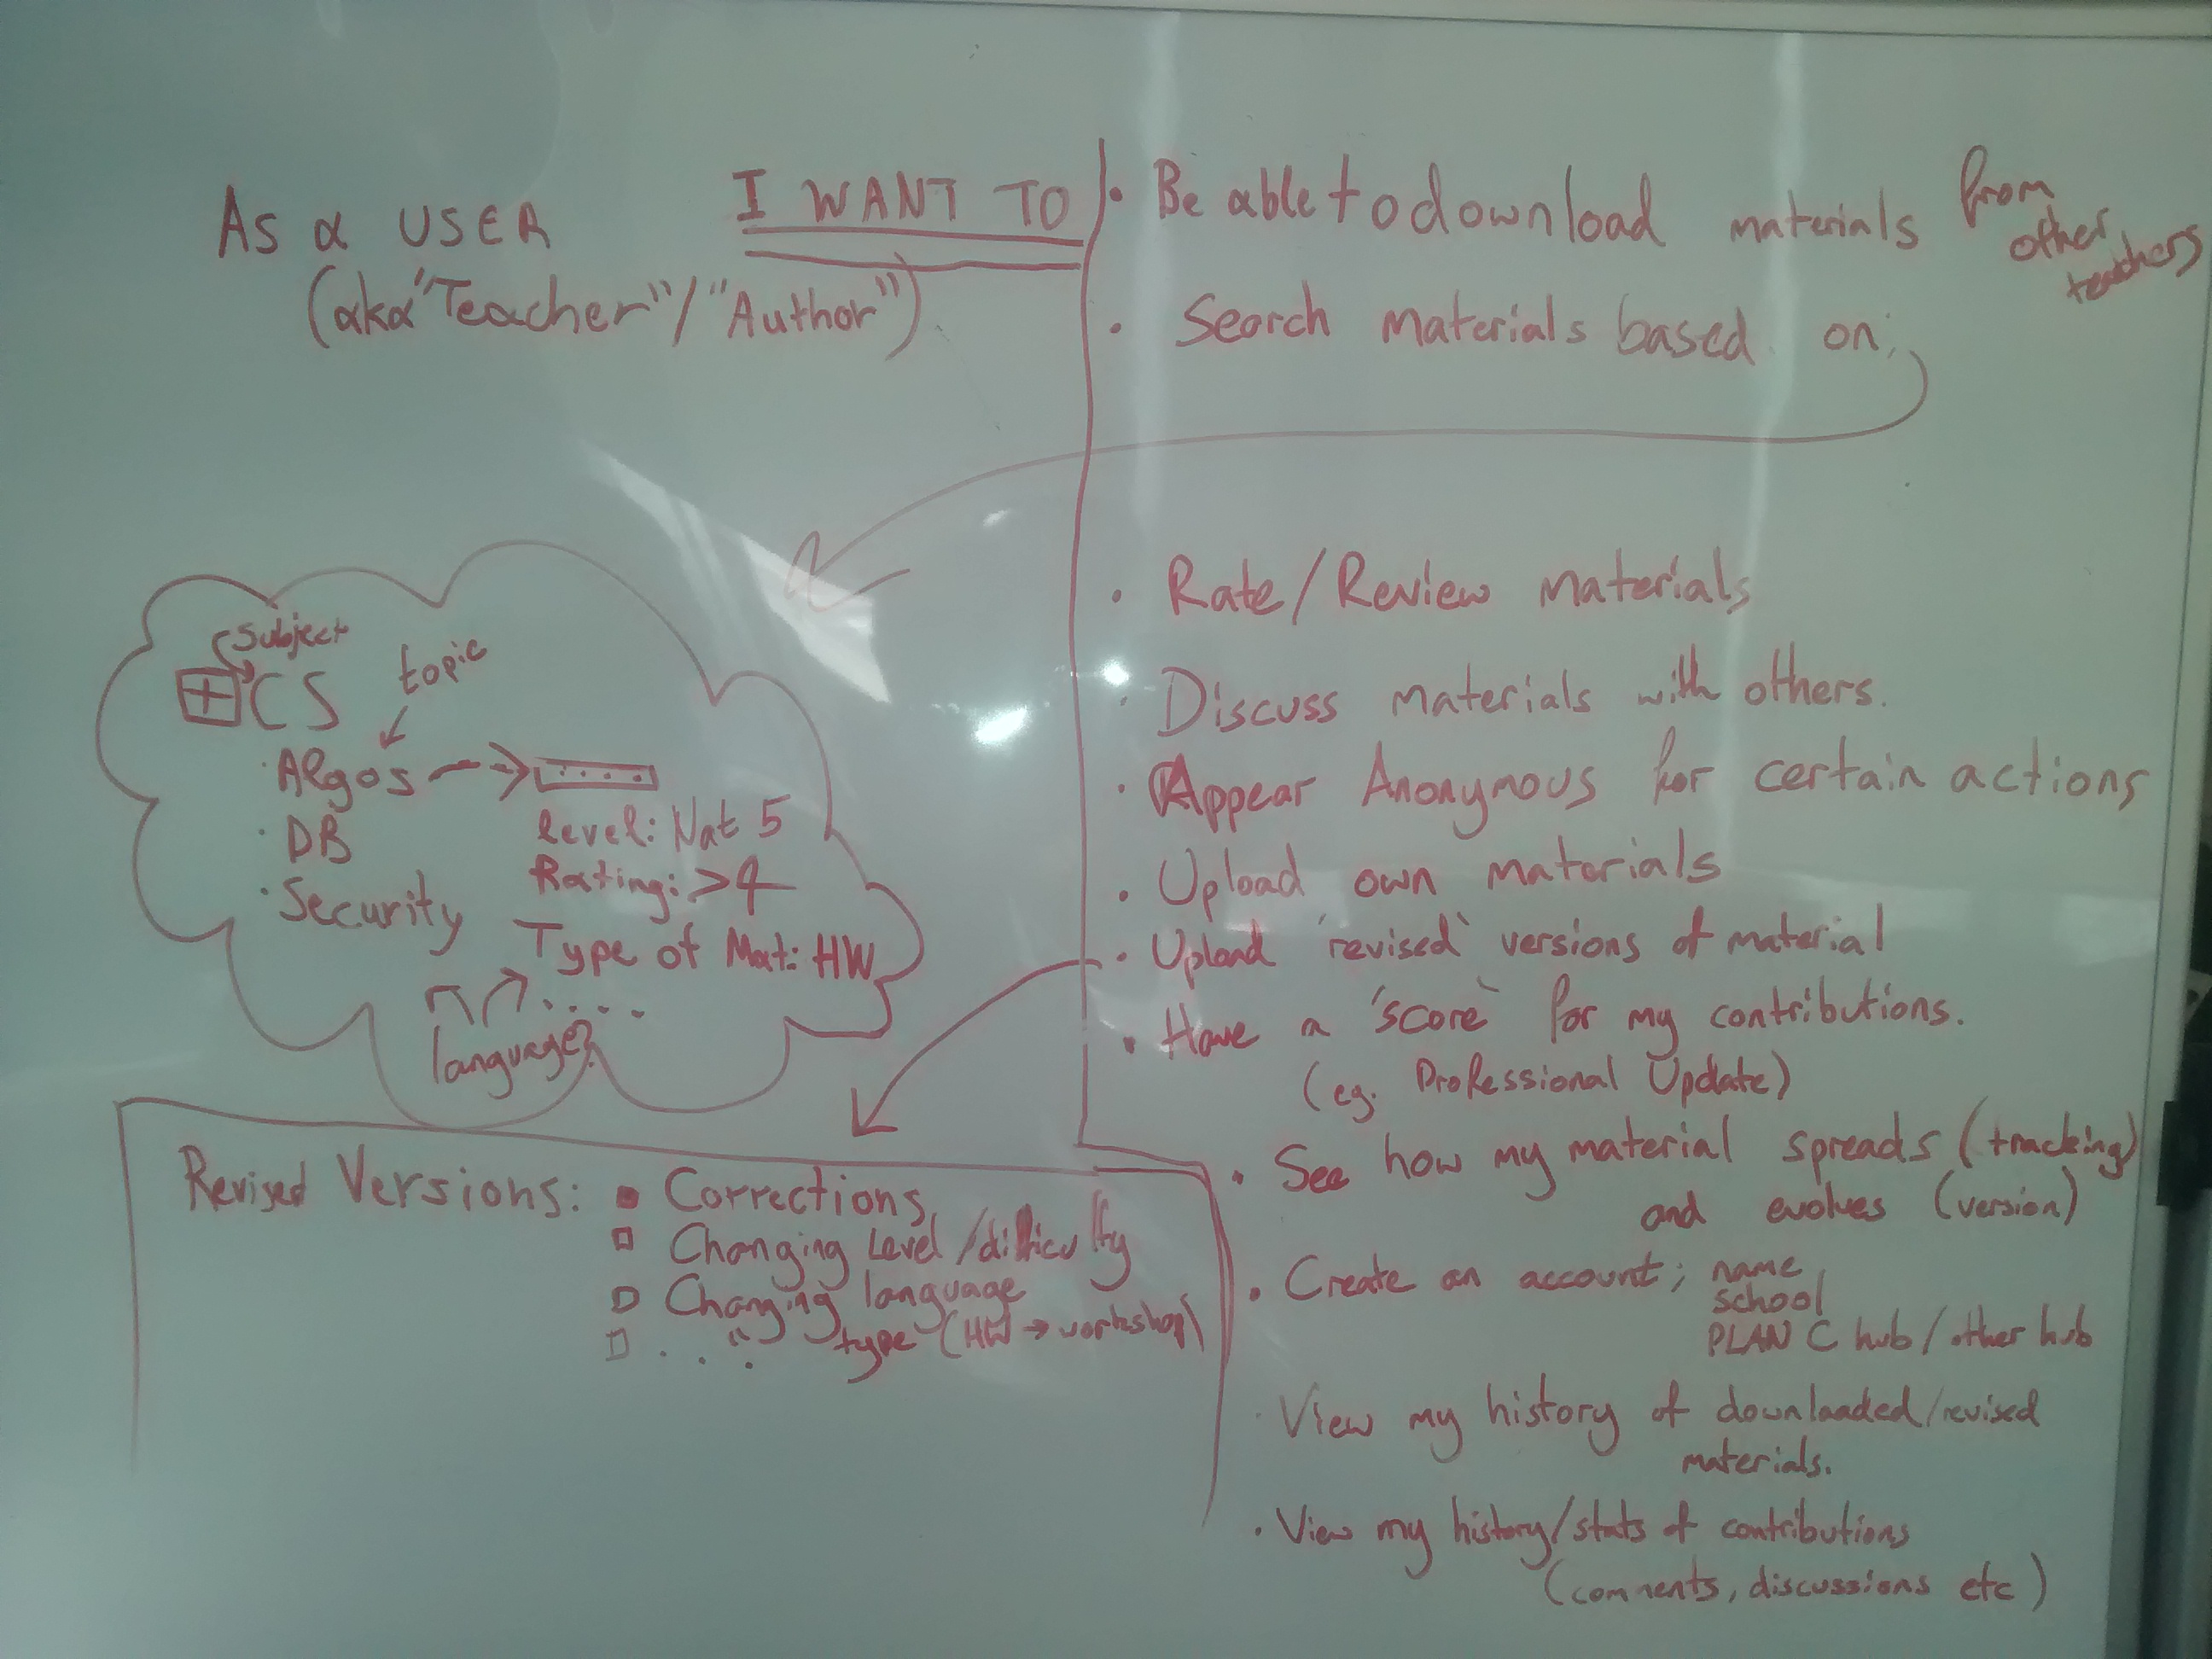 As a USER
(aka "Teacher"/"Author")
I WANT TO
• Be able to download materials from other teachers
• Search materials based on:
Subject
CS
topic
• Algos
• DB
• Security
Level: Nat 5
Rating: >4
Type of Mat: HW
....
language?
• Rate/Review materials
• Discuss materials with others.
• Appear Anonymous for certain actions
• Upload own materials
• Upload 'revised' versions of material
• Have a 'score' for my contributions.
(eg. Professional Update)
• See how my material spreads (tracking)
and evolves (version)
• Create an account; name
school
PLAN C hub / other hub
• View my history of downloaded/revised
materials.
• View my history/stats of contributions
(comments, discussions etc)
Revised Versions: Corrections
Changing Level/difficulty
Changing language
... " type (HW → workshop)